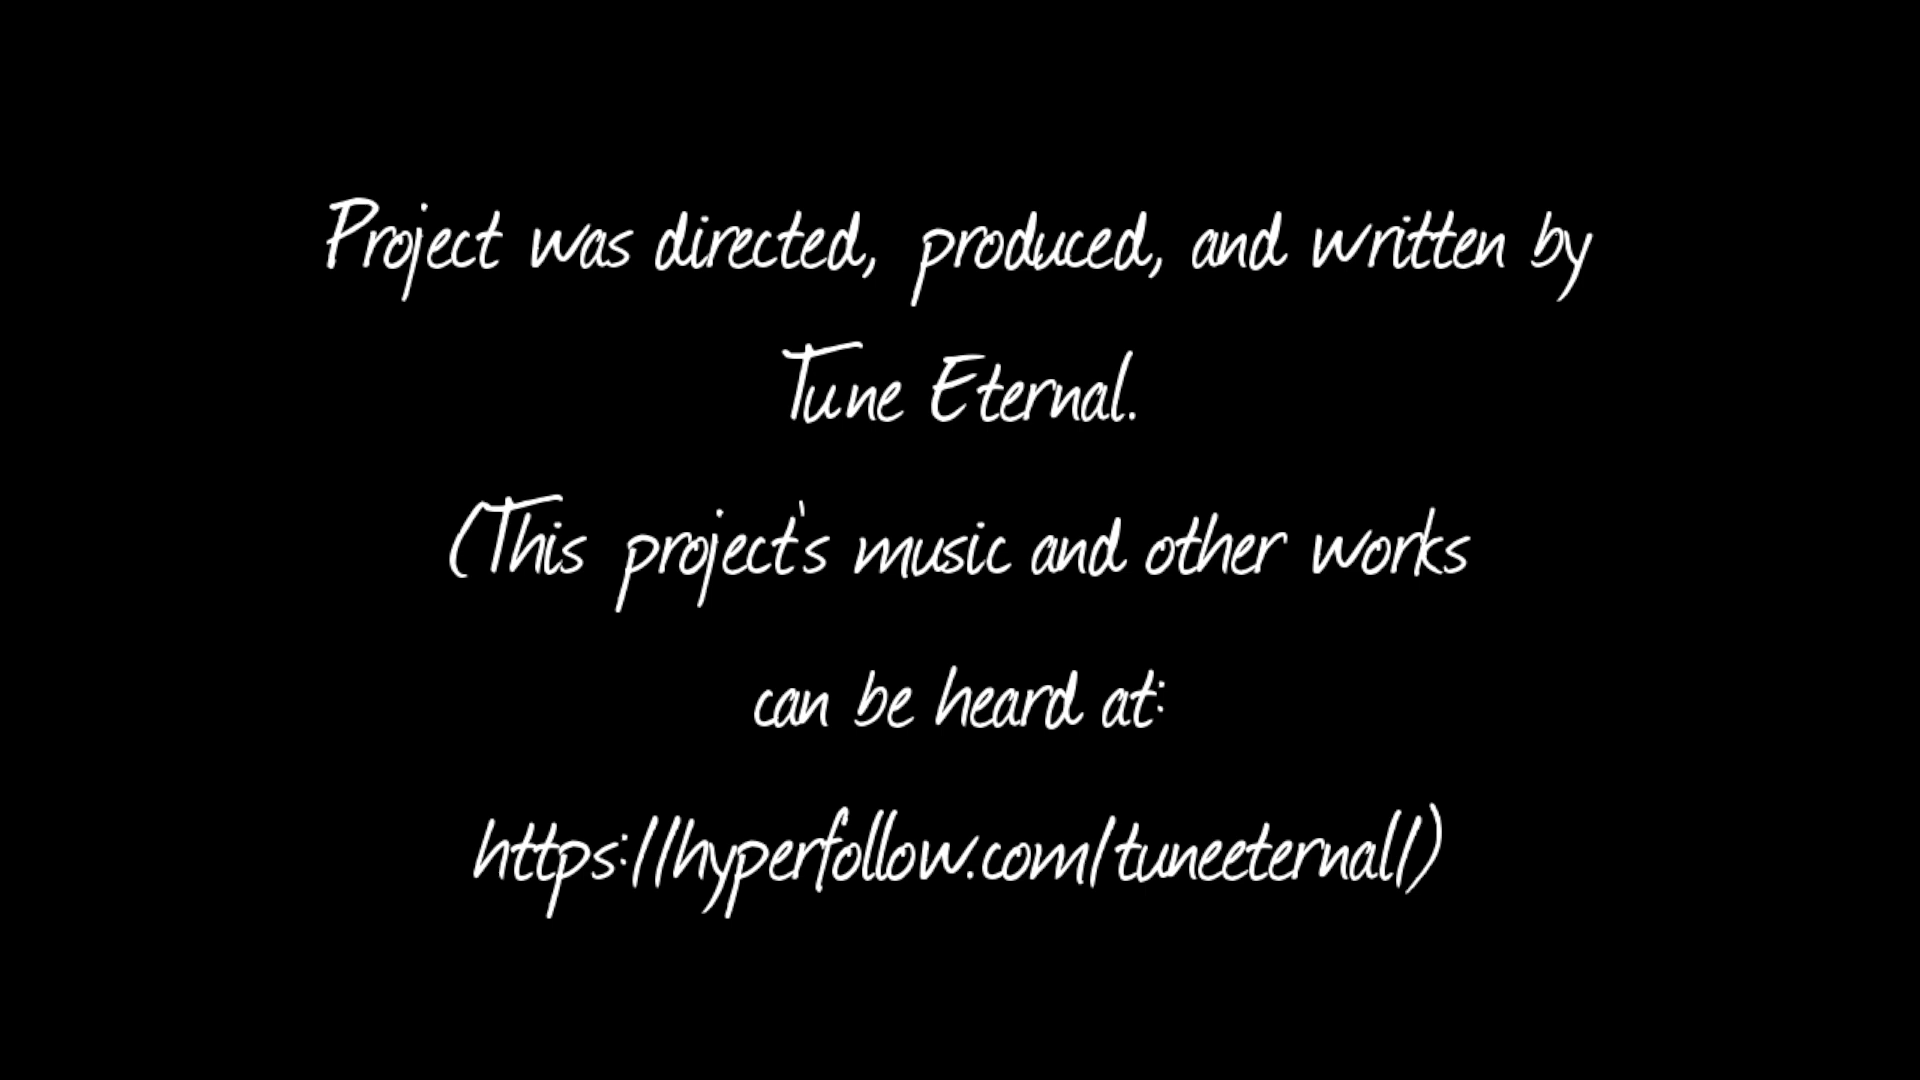 Project was directed, produced, and written by
Tune Eternal.
(This project's music and other works
can be heard at:
https://hyperfollow.com/tuneeternal/)